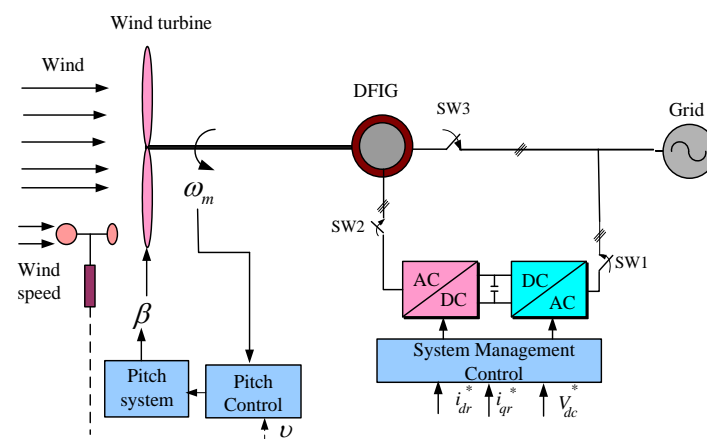 Wind turbine
Wind
DFIG
SW3
Grid
ω_m
SW2
SW1
Wind
speed
AC
DC
DC
AC
β
System Management
Control
Pitch
system
Pitch
Control
i_dr^*
i_qr^*
V_dc^*
υ